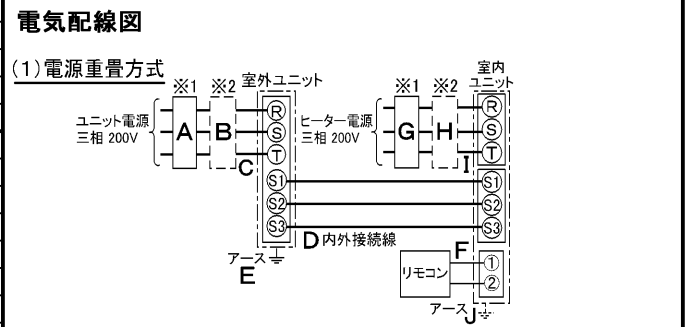 電気配線図
(1)電源重畳方式
※1 ※2 室外ユニット
ユニット電源
三相 200V
A B C
R
S
T
S1
S2
S3
アース
E
D 内外接続線
※1 ※2 室内
ユニット
ヒーター電源
三相 200V
G H I
R
S
T
S1
S2
S3
F
リモコン
①
②
アース J